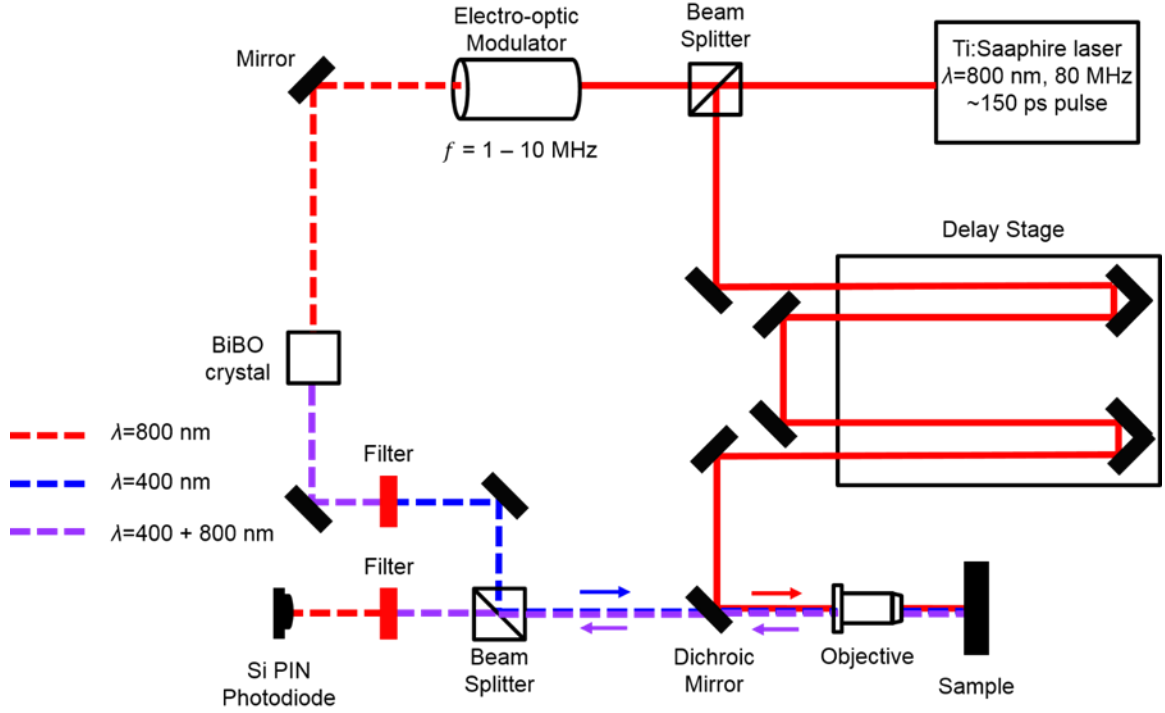 Electro-optic
Modulator
Beam
Splitter
Ti:Saaphire laser
λ=800 nm, 80 MHz
~150 ps pulse
Mirror
f = 1 – 10 MHz
Delay Stage
BiBO
crystal
λ=800 nm
λ=400 nm
λ=400 + 800 nm
Filter
Filter
Si PIN
Photodiode
Beam
Splitter
Dichroic
Mirror
Objective
Sample